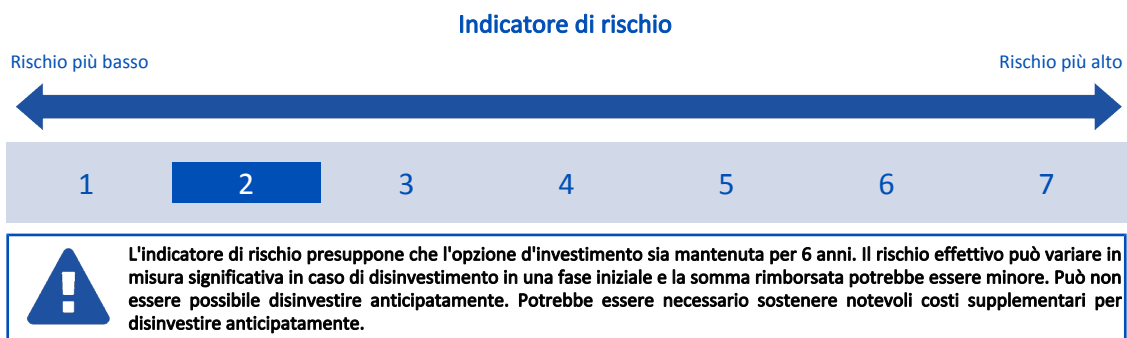 Indicatore di rischio
Rischio più basso Rischio più alto
1 2 3 4 5 6 7
L'indicatore di rischio presuppone che l'opzione d'investimento sia mantenuta per 6 anni. Il rischio effettivo può variare in
misura significativa in caso di disinvestimento in una fase iniziale e la somma rimborsata potrebbe essere minore. Può non
essere possibile disinvestire anticipatamente. Potrebbe essere necessario sostenere notevoli costi supplementari per
disinvestire anticipatamente.